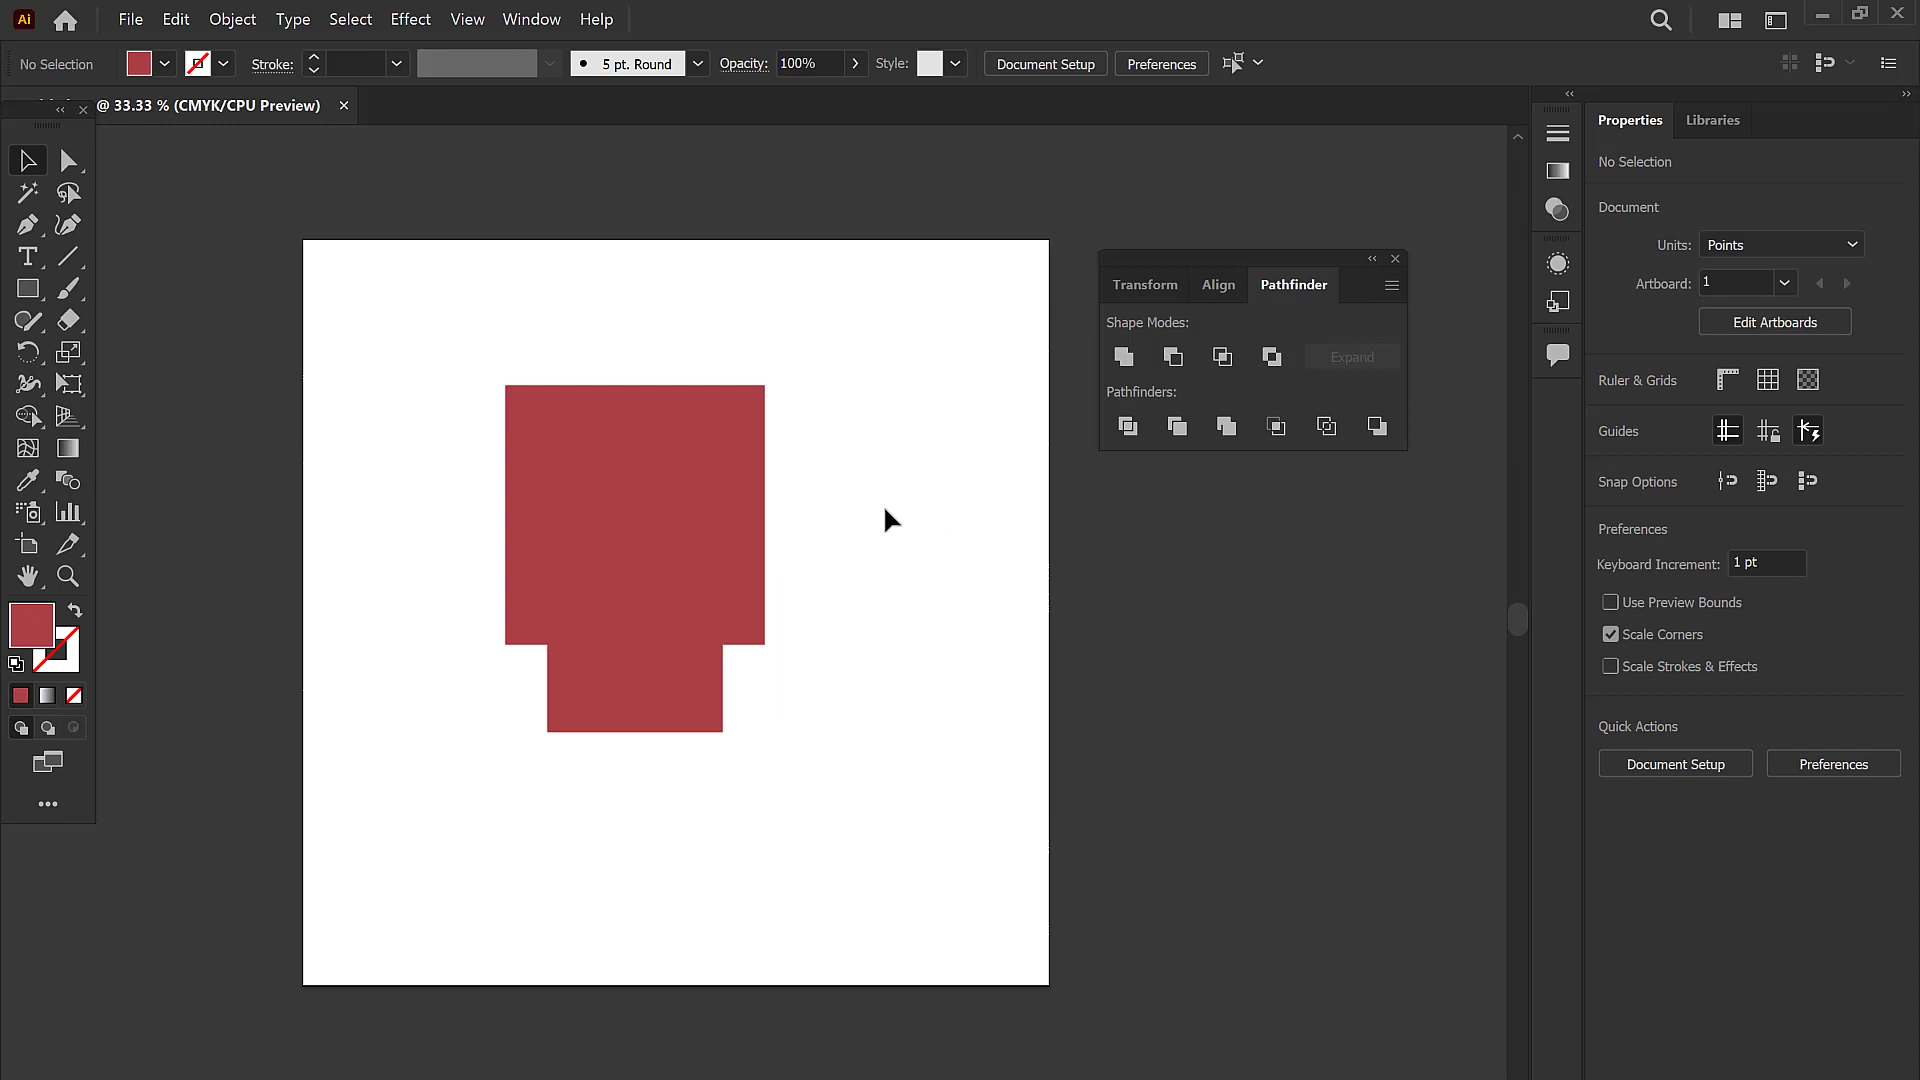 Ai File Edit Object Type Select Effect View Window Help
No Selection Stroke: 5 pt. Round Opacity: 100% Style: Document Setup Preferences
@ 33.33 % (CMYK/CPU Preview)
Properties Libraries
No Selection
Document
Units: Points
Artboard: 1
Edit Artboards
Ruler & Grids
Guides
Snap Options
Preferences
Keyboard Increment: 1 pt
Use Preview Bounds
Scale Corners
Scale Strokes & Effects
Quick Actions
Document Setup Preferences
Transform Align Pathfinder
Shape Modes:
Expand
Pathfinders: